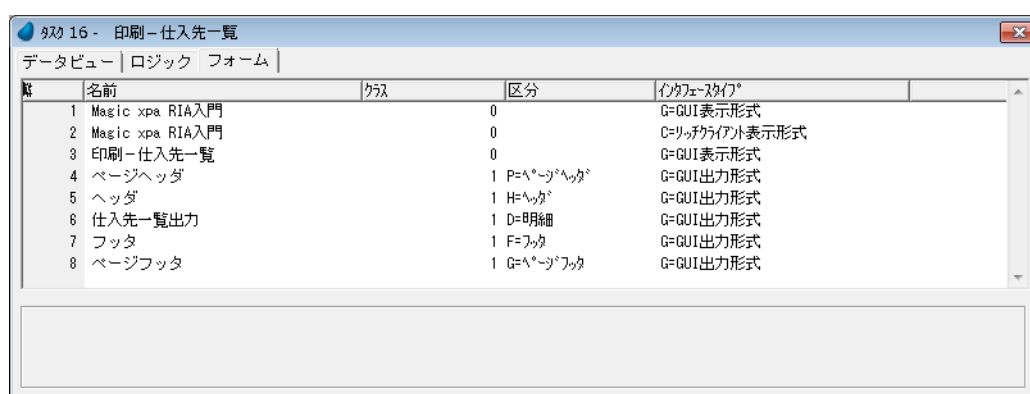 ﾀｽｸ 16 - 印刷－仕入先一覧
データビュー ロジック フォーム
# 名前 ｸﾗｽ 区分 ｲﾝﾀﾌｪｰｽﾀｲﾌﾟ
1 Magic xpa RIA入門 0 G=GUI表示形式
2 Magic xpa RIA入門 0 C=ﾘｯﾁｸﾗｲｱﾝﾄ表示形式
3 印刷－仕入先一覧 0 G=GUI表示形式
4 ページヘッダ 1 P=ﾍﾟｰｼﾞﾍｯﾀﾞ G=GUI出力形式
5 ヘッダ 1 H=ﾍｯﾀﾞ G=GUI出力形式
6 仕入先一覧出力 1 D=明細 G=GUI出力形式
7 フッタ 1 F=ﾌｯﾀ G=GUI出力形式
8 ページフッタ 1 G=ﾍﾟｰｼﾞﾌｯﾀ G=GUI出力形式